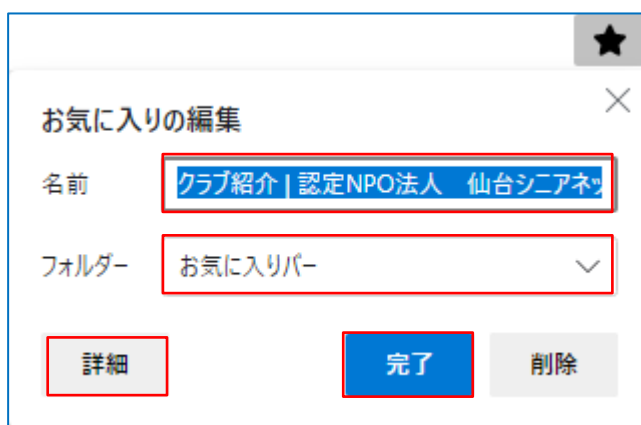 お気に入りの編集
名前 クラブ紹介 | 認定NPO法人　仙台シニアネッ
フォルダー お気に入りバー
詳細 完了 削除